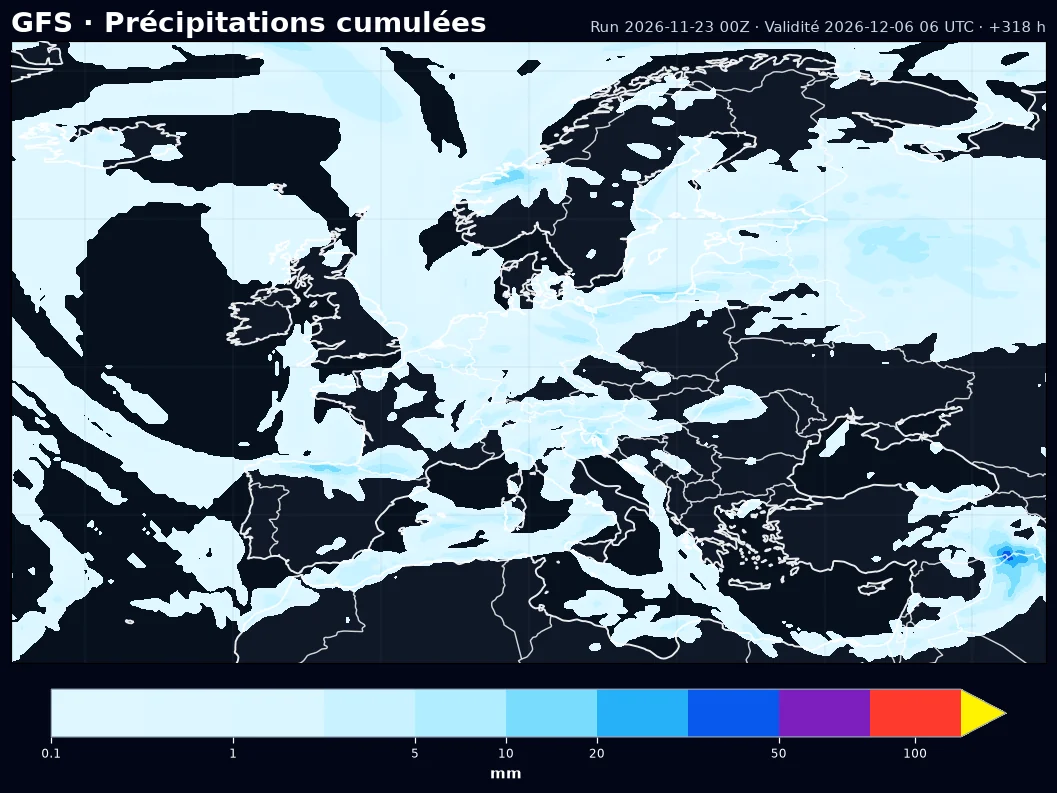 GFS · Précipitations cumulées
Run 2026-11-23 00Z · Validité 2026-12-06 06 UTC · +318 h
0.1 1 5 10 20 50 100
mm